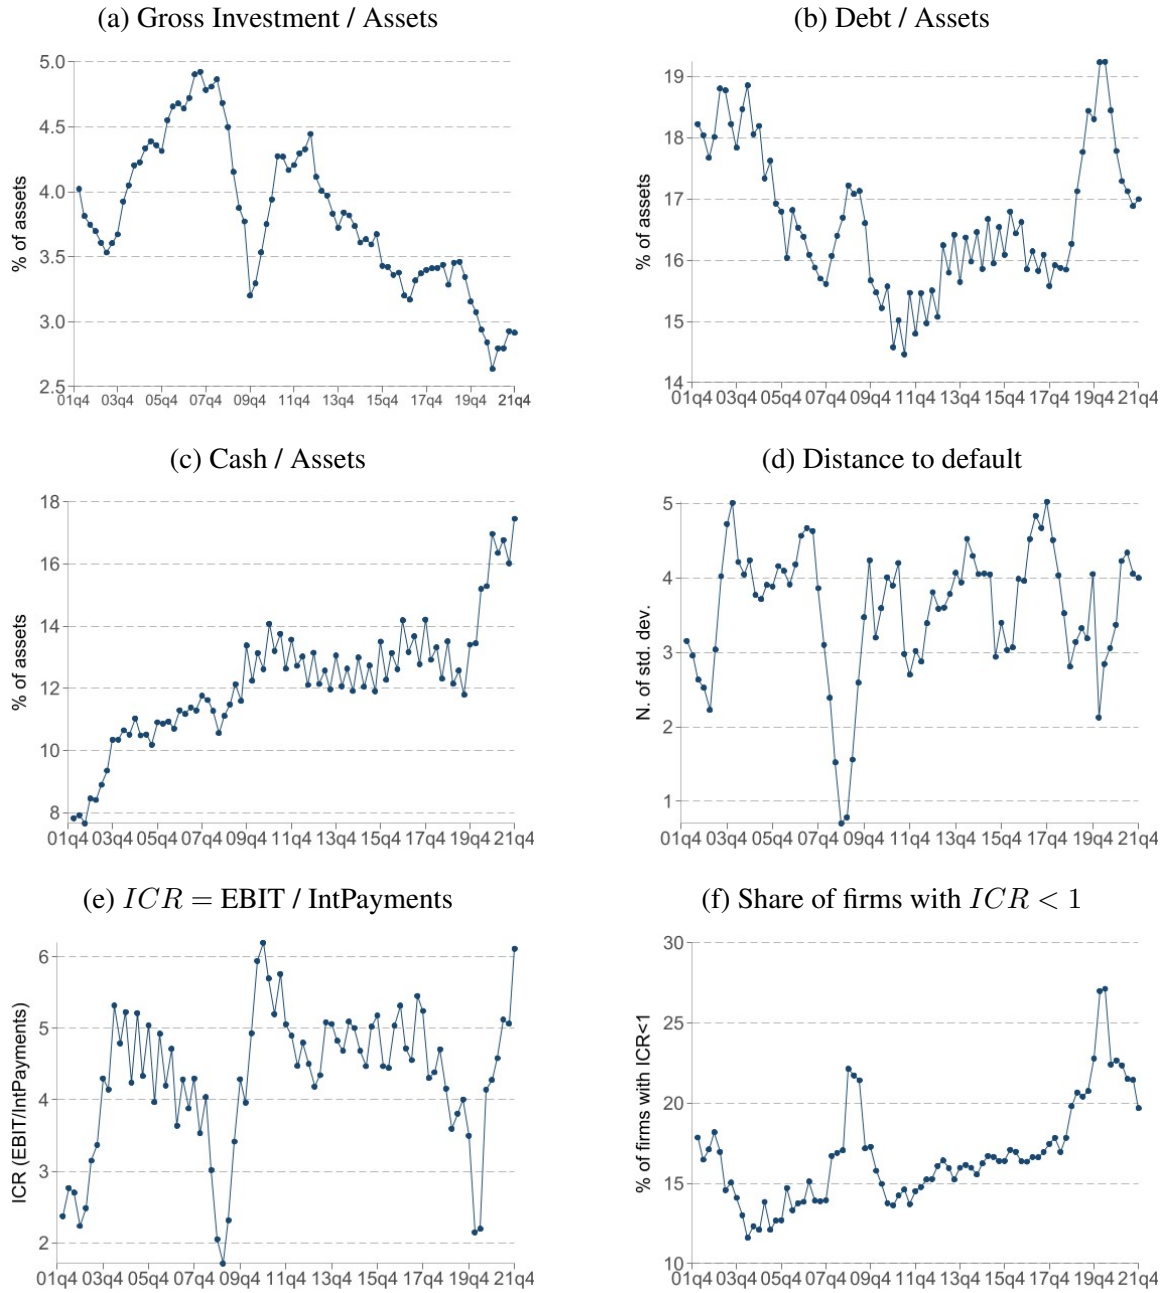 (a) Gross Investment / Assets
% of assets
5.0
4.5
4.0
3.5
3.0
2.5
01q4 03q4 05q4 07q4 09q4 11q4 13q4 15q4 17q4 19q4 21q4
(b) Debt / Assets
% of assets
19
18
17
16
15
14
01q4 03q4 05q4 07q4 09q4 11q4 13q4 15q4 17q4 19q4 21q4
(c) Cash / Assets
% of assets
18
16
14
12
10
8
01q4 03q4 05q4 07q4 09q4 11q4 13q4 15q4 17q4 19q4 21q4
(d) Distance to default
N. of std. dev.
5
4
3
2
1
01q4 03q4 05q4 07q4 09q4 11q4 13q4 15q4 17q4 19q4 21q4
(e) ICR = EBIT / IntPayments
ICR (EBIT/IntPayments)
6
5
4
3
2
01q4 03q4 05q4 07q4 09q4 11q4 13q4 15q4 17q4 19q4 21q4
(f) Share of firms with ICR < 1
% of firms with ICR<1
30
25
20
15
10
01q4 03q4 05q4 07q4 09q4 11q4 13q4 15q4 17q4 19q4 21q4